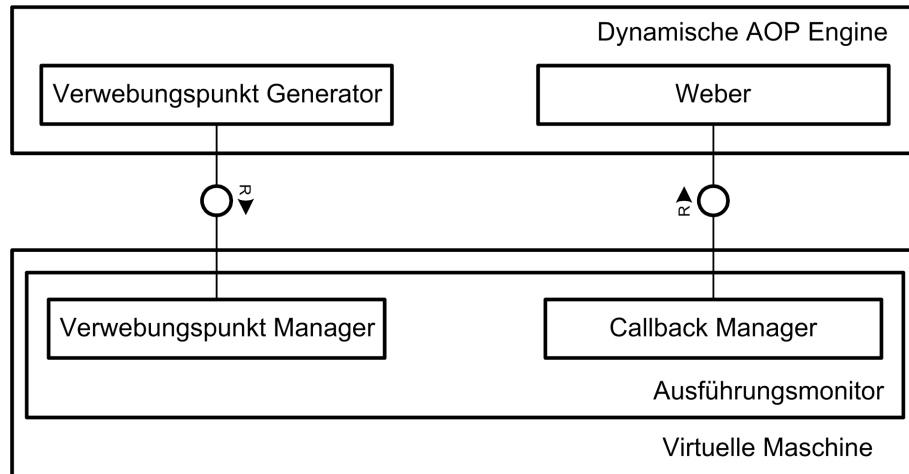 Dynamische AOP Engine
Verwebungspunkt Generator
Weber
R
R
Verwebungspunkt Manager
Callback Manager
Ausführungsmonitor
Virtuelle Maschine